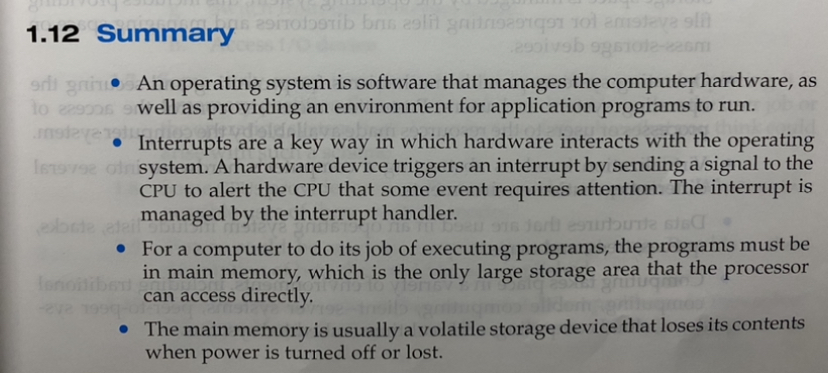 1.12 Summary
• An operating system is software that manages the computer hardware, as
well as providing an environment for application programs to run.
• Interrupts are a key way in which hardware interacts with the operating
system. A hardware device triggers an interrupt by sending a signal to the
CPU to alert the CPU that some event requires attention. The interrupt is
managed by the interrupt handler.
• For a computer to do its job of executing programs, the programs must be
in main memory, which is the only large storage area that the processor
can access directly.
• The main memory is usually a volatile storage device that loses its contents
when power is turned off or lost.